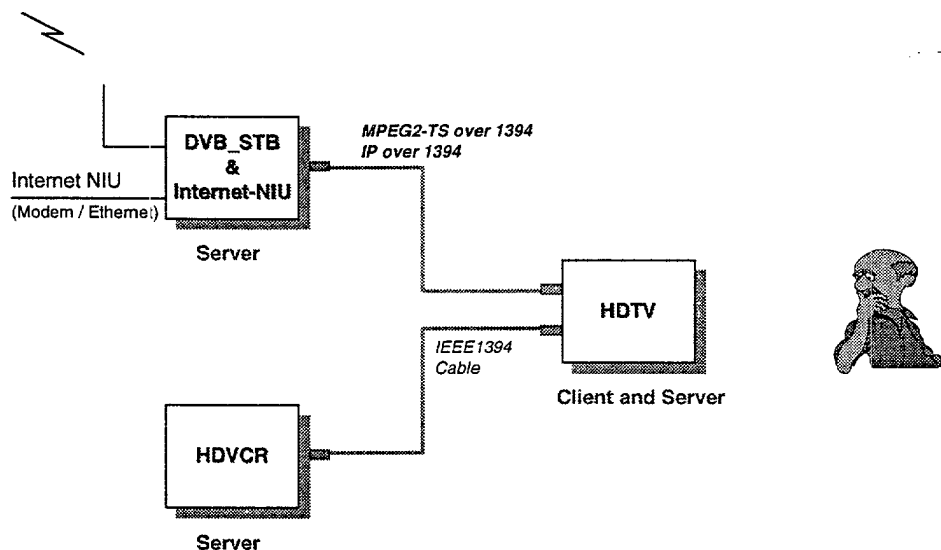 DVB_STB
&
Internet-NIU
MPEG2-TS over 1394
IP over 1394
Internet NIU
(Modem / Ethernet)
Server
HDTV
IEEE1394
Cable
Client and Server
HDVCR
Server